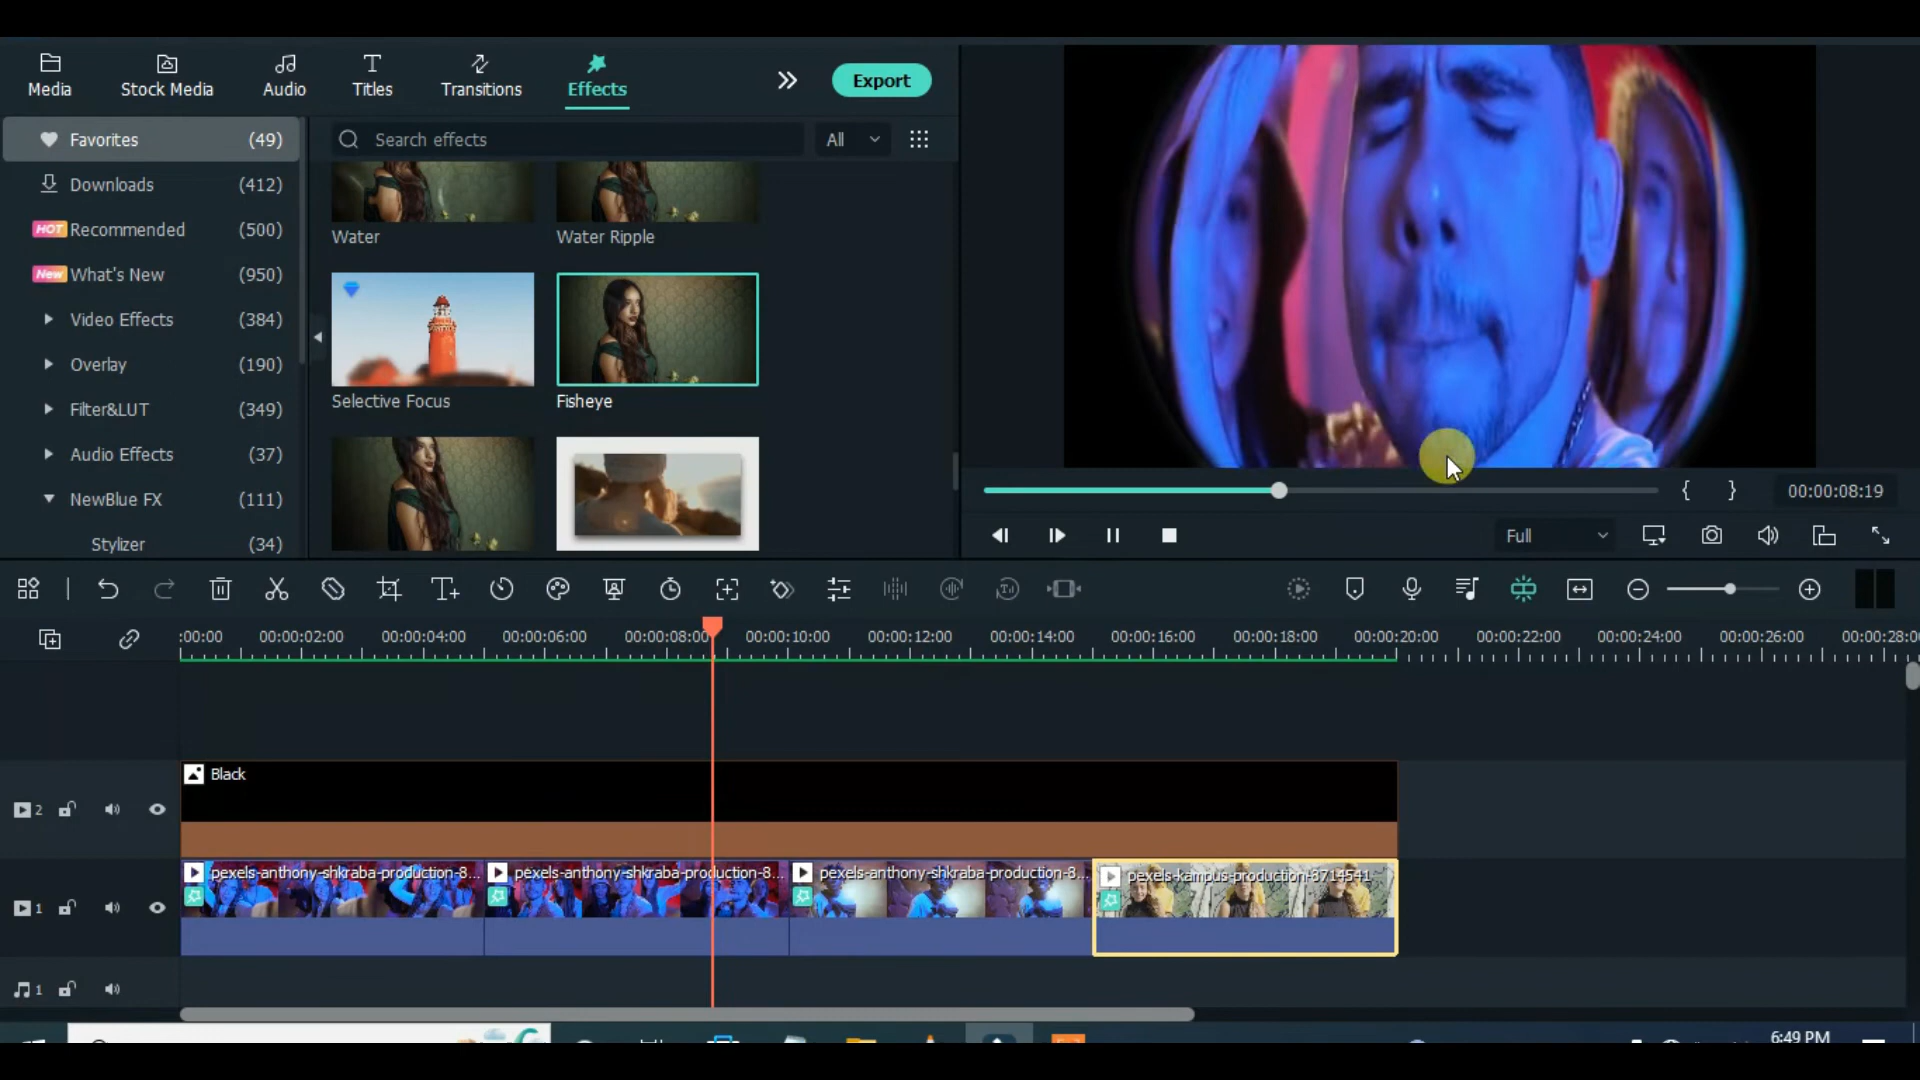 Media
Stock Media
Audio
Titles
Transitions
Effects
Export
Favorites (49)
Search effects
All
Downloads (412)
HOT Recommended (500)
New What's New (950)
Video Effects (384)
Overlay (190)
Filter&LUT (349)
Audio Effects (37)
NewBlue FX (111)
Stylizer (34)
Water
Water Ripple
Selective Focus
Fisheye
{ }
00:00:08:19
Full
:00:00 00:00:02:00 00:00:04:00 00:00:06:00 00:00:08:00 00:00:10:00 00:00:12:00 00:00:14:00 00:00:16:00 00:00:18:00 00:00:20:00 00:00:22:00 00:00:24:00 00:00:26:00 00:00:28:0
Black
2
pexels-anthony-shkraba-production-8...
pexels-anthony-shkraba-production-8...
pexels-anthony-shkraba-production-8...
pexels-kampus-production-8714541
1
1
6:49 PM